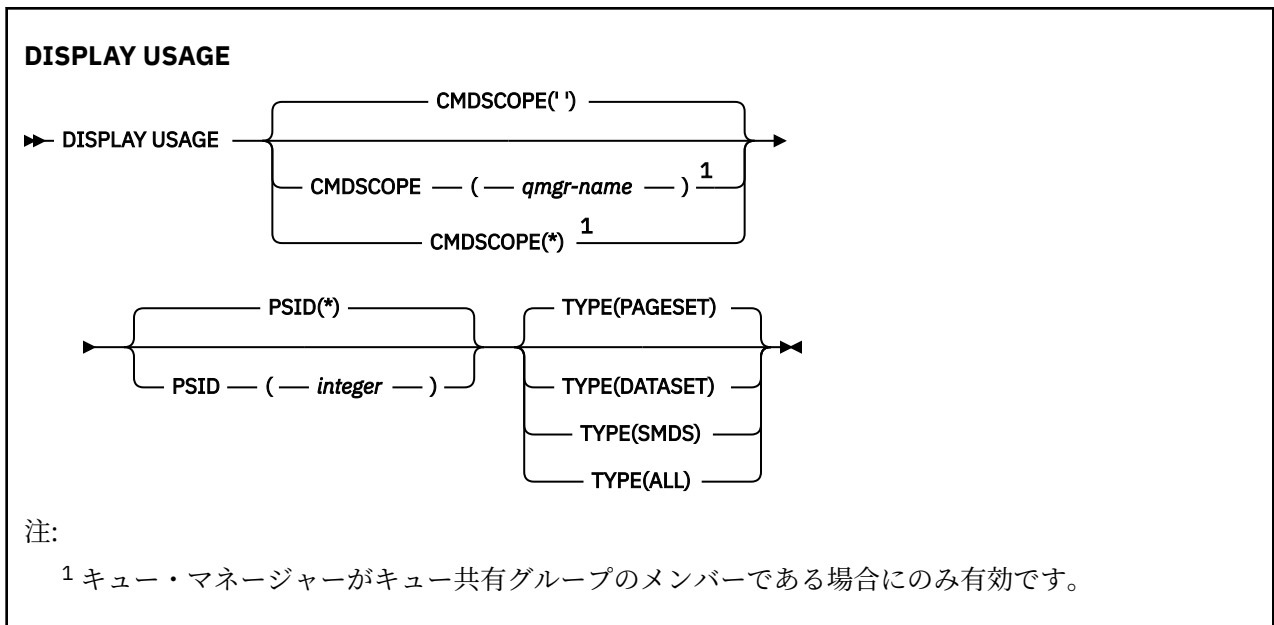 DISPLAY USAGE
CMDSCOPE(' ')
DISPLAY USAGE
CMDSCOPE ( qmgr-name ) 1
CMDSCOPE(*) 1
PSID(*) TYPE(PAGESET)
PSID ( integer ) TYPE(DATASET)
TYPE(SMDS)
TYPE(ALL)
注:
1 キュー・マネージャーがキュー共有グループのメンバーである場合にのみ有効です。